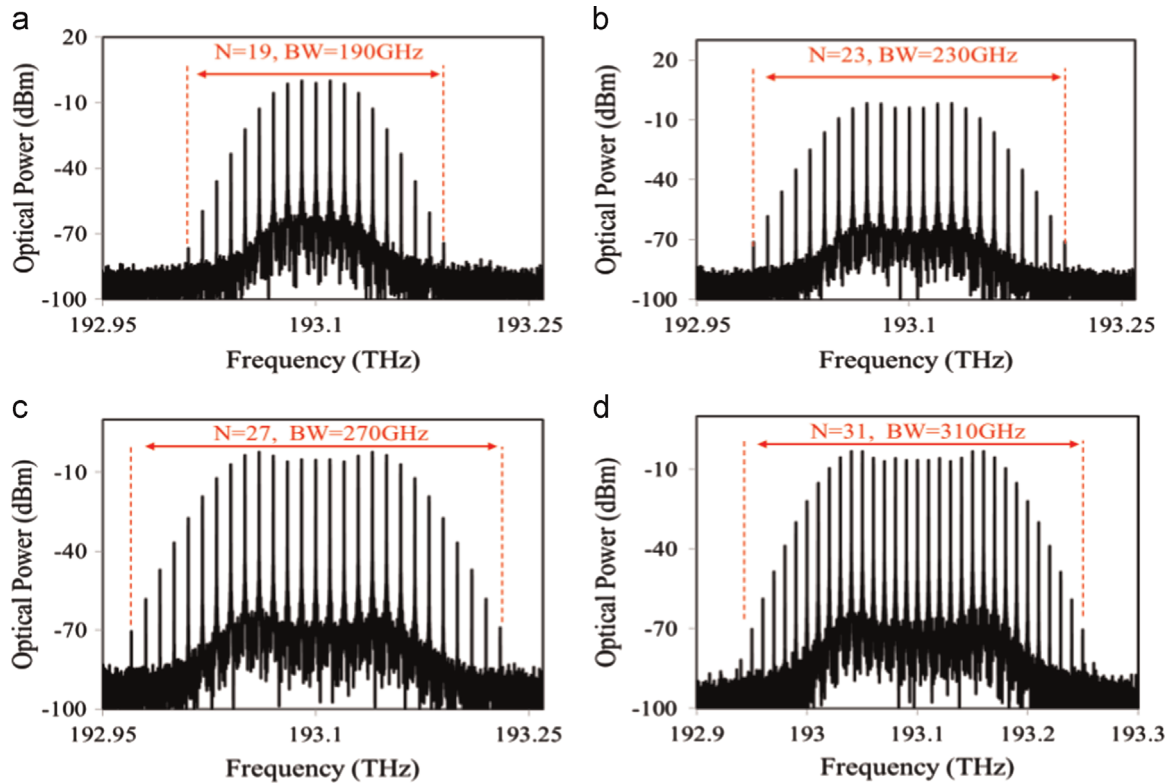 a
20
N=19, BW=190GHz
-10
-40
-70
-100
Optical Power (dBm)
192.95
193.1
193.25
Frequency (THz)
b
20
N=23, BW=230GHz
-10
-40
-70
-100
Optical Power (dBm)
192.95
193.1
193.25
Frequency (THz)
c
N=27, BW=270GHz
-10
-40
-70
-100
Optical Power (dBm)
192.95
193.1
193.25
Frequency (THz)
d
N=31, BW=310GHz
-10
-40
-70
-100
Optical Power (dBm)
192.9
193
193.1
193.2
193.3
Frequency (THz)